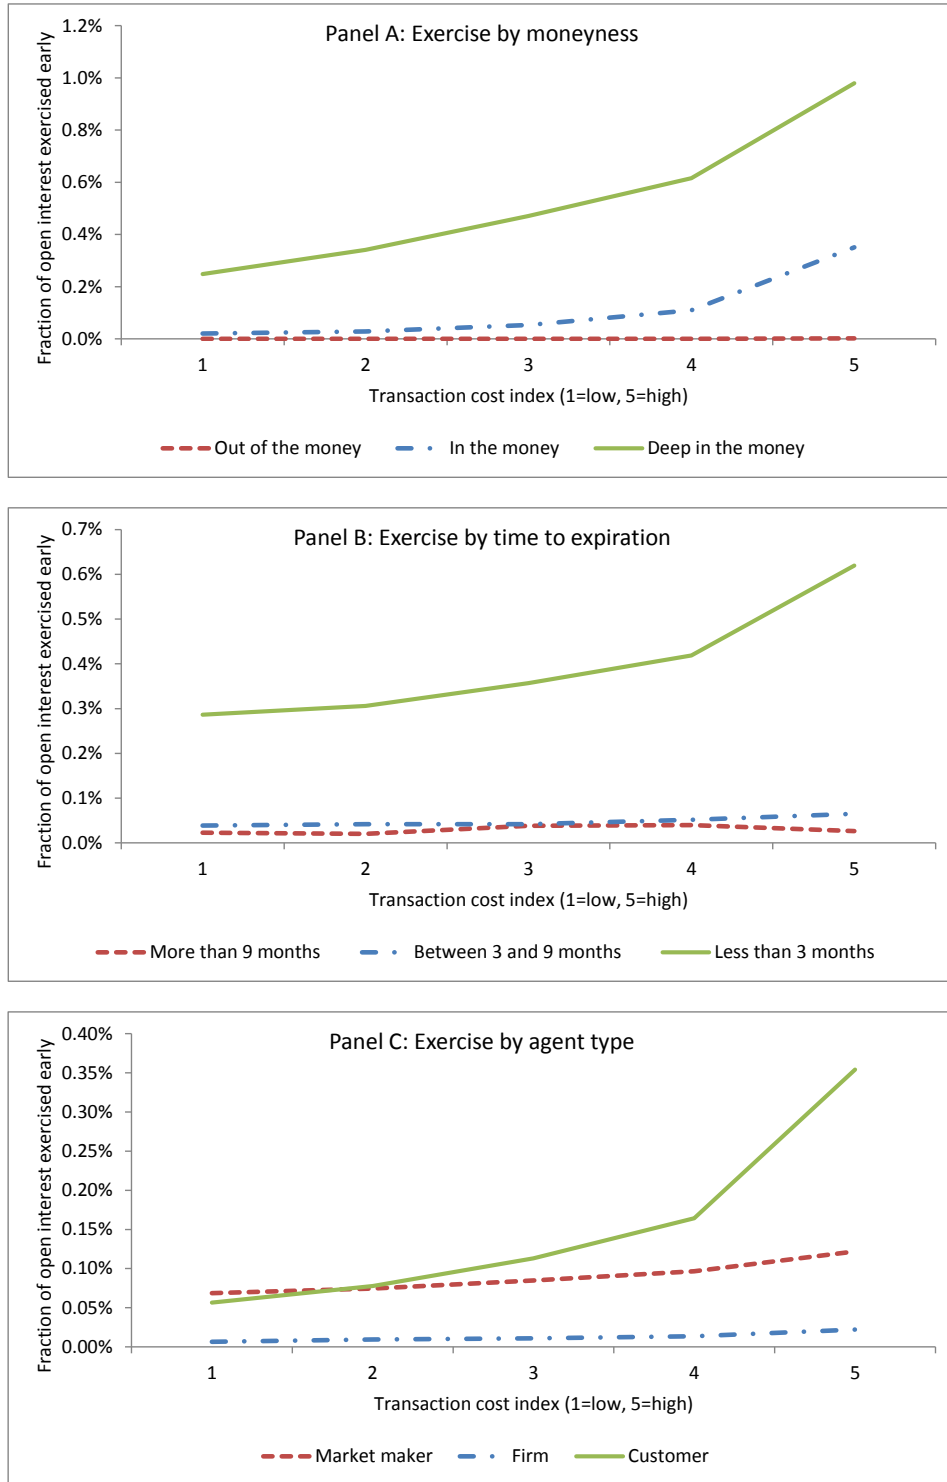 Panel A: Exercise by moneyness
Fraction of open interest exercised early
1.2%
1.0%
0.8%
0.6%
0.4%
0.2%
0.0%
1 2 3 4 5
Transaction cost index (1=low, 5=high)
Out of the money In the money Deep in the money
Panel B: Exercise by time to expiration
Fraction of open interest exercised early
0.7%
0.6%
0.5%
0.4%
0.3%
0.2%
0.1%
0.0%
1 2 3 4 5
Transaction cost index (1=low, 5=high)
More than 9 months Between 3 and 9 months Less than 3 months
Panel C: Exercise by agent type
Fraction of open interest exercised early
0.40%
0.35%
0.30%
0.25%
0.20%
0.15%
0.10%
0.05%
0.00%
1 2 3 4 5
Transaction cost index (1=low, 5=high)
Market maker Firm Customer